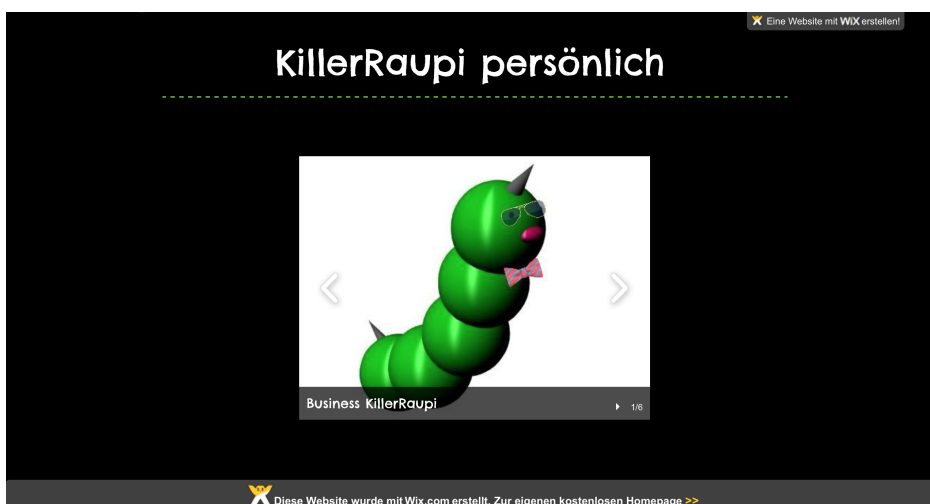 Eine Website mit WiX erstellen!
KillerRaupi persönlich
Business KillerRaupi
1/6
Diese Website wurde mit Wix.com erstellt. Zur eigenen kostenlosen Homepage >>